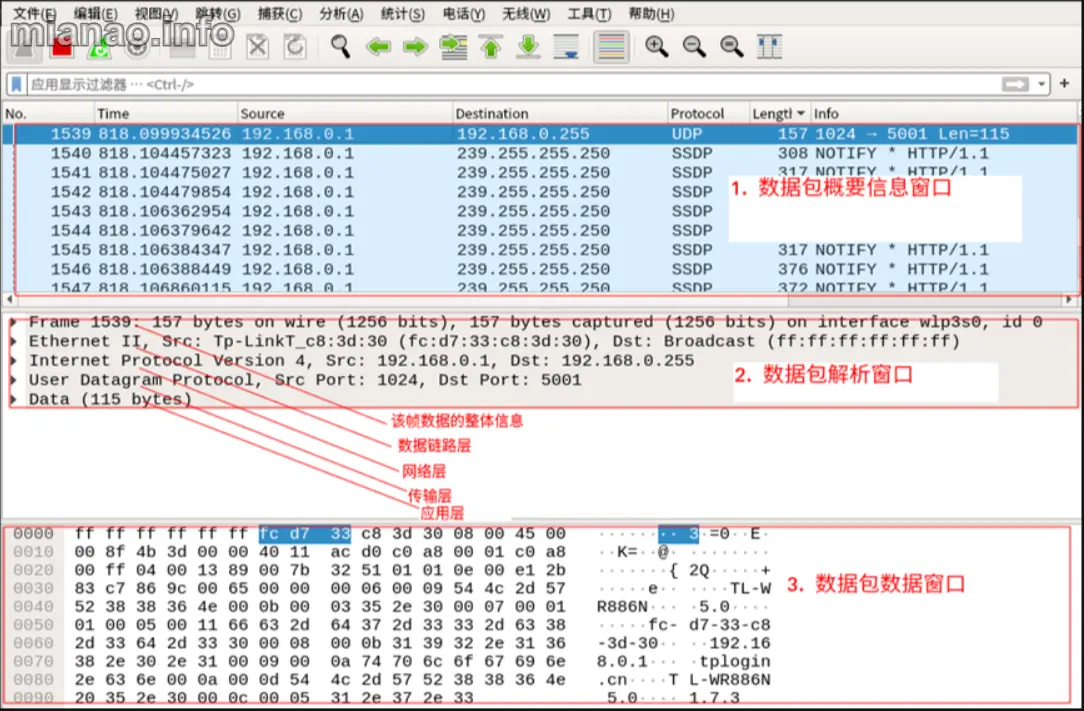 文件(F) 编辑(E) 视图(V) 跳转(G) 捕获(C) 分析(A) 统计(S) 电话(Y) 无线(W) 工具(T) 帮助(H)
mianao.info
应用显示过滤器 … <Ctrl-/>
No. Time Source Destination Protocol Length Info
1539 818.099934526 192.168.0.1 192.168.0.255 UDP 157 1024 → 5001 Len=115
1540 818.104457323 192.168.0.1 239.255.255.250 SSDP 308 NOTIFY * HTTP/1.1
1541 818.104475027 192.168.0.1 239.255.255.250 SSDP 317 NOTIFY * HTTP/1.1
1542 818.104479854 192.168.0.1 239.255.255.250 SSDP
1. 数据包概要信息窗口
1543 818.106362954 192.168.0.1 239.255.255.250 SSDP
1544 818.106379642 192.168.0.1 239.255.255.250 SSDP
1545 818.106384347 192.168.0.1 239.255.255.250 SSDP 317 NOTIFY * HTTP/1.1
1546 818.106388449 192.168.0.1 239.255.255.250 SSDP 376 NOTIFY * HTTP/1.1
1547 818.106860115 192.168.0.1 239.255.255.250 SSDP 372 NOTIFY * HTTP/1.1
Frame 1539: 157 bytes on wire (1256 bits), 157 bytes captured (1256 bits) on interface wlp3s0, id 0
Ethernet II, Src: Tp-LinkT_c8:3d:30 (fc:d7:33:c8:3d:30), Dst: Broadcast (ff:ff:ff:ff:ff:ff)
Internet Protocol Version 4, Src: 192.168.0.1, Dst: 192.168.0.255
User Datagram Protocol, Src Port: 1024, Dst Port: 5001
2. 数据包解析窗口
Data (115 bytes)
该帧数据的整体信息
数据链路层
网络层
传输层
应用层
0000 ff ff ff ff ff ff fc d7 33 c8 3d 30 08 00 45 00 ········3·=0··E·
0010 00 8f 4b 3d 00 00 40 11 ac d0 c0 a8 00 01 c0 a8 ··K=··@·········
0020 00 ff 04 00 13 89 00 7b 32 51 01 01 0e 00 e1 2b ·······{2Q·····+
0030 83 c7 86 9c 00 65 00 00 00 06 00 09 54 4c 2d 57 ·····e······TL-W
0040 52 38 38 36 4e 00 0b 00 03 35 2e 30 00 07 00 01 R886N····5.0····
0050 01 00 05 00 11 66 63 2d 64 37 2d 33 33 2d 63 38 ·····fc-d7-33-c8
0060 2d 33 64 2d 33 30 00 08 00 0b 31 39 32 2e 31 36 -3d-30····192.16
0070 38 2e 30 2e 31 00 09 00 0a 74 70 6c 6f 67 69 6e 8.0.1····tplogin
0080 2e 63 6e 00 0a 00 0d 54 4c 2d 57 52 38 38 36 4e .cn····TL-WR886N
0090 20 35 2e 30 00 0c 00 05 31 2e 37 2e 33 5.0····1.7.3
3. 数据包数据窗口